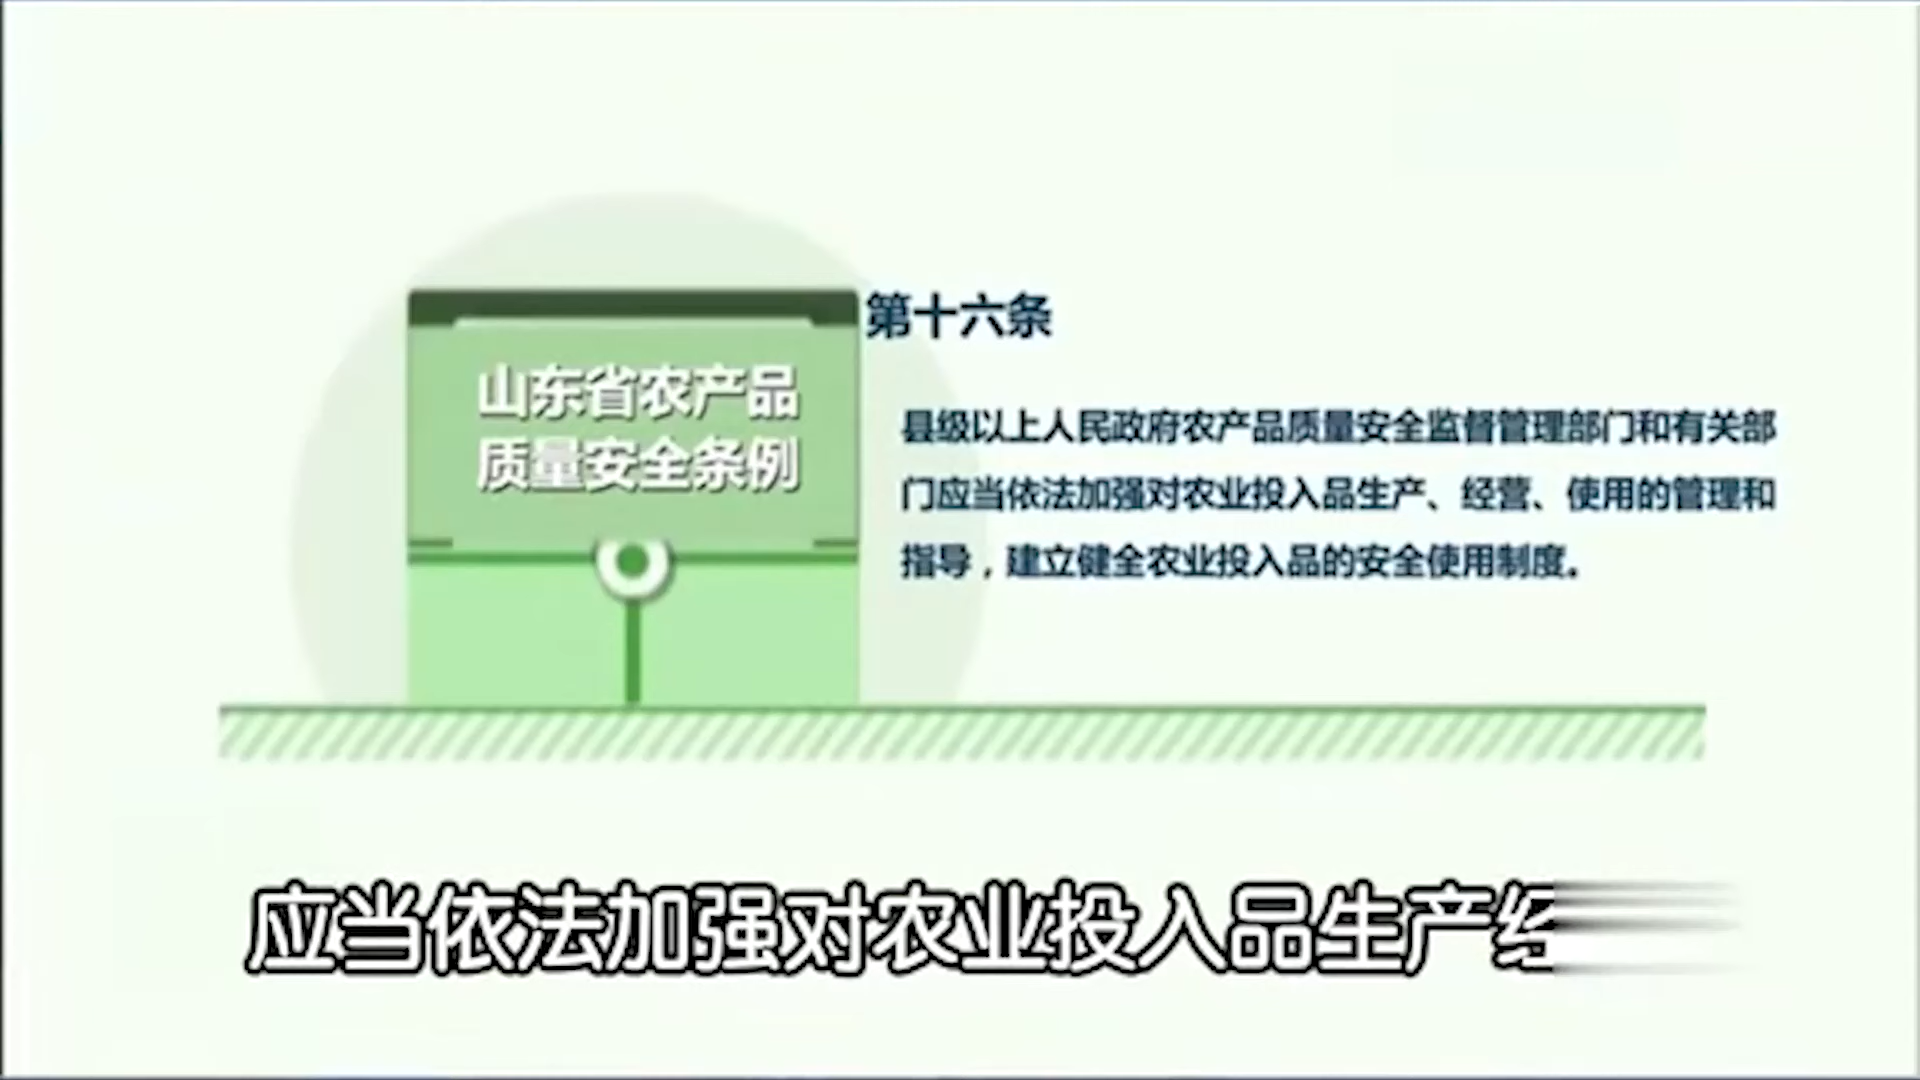 山东省农产品
质量安全条例
第十六条
县级以上人民政府农产品质量安全监督管理部门和有关部
门应当依法加强对农业投入品生产、经营、使用的管理和
指导，建立健全农业投入品的安全使用制度。
应当依法加强对农业投入品生产经